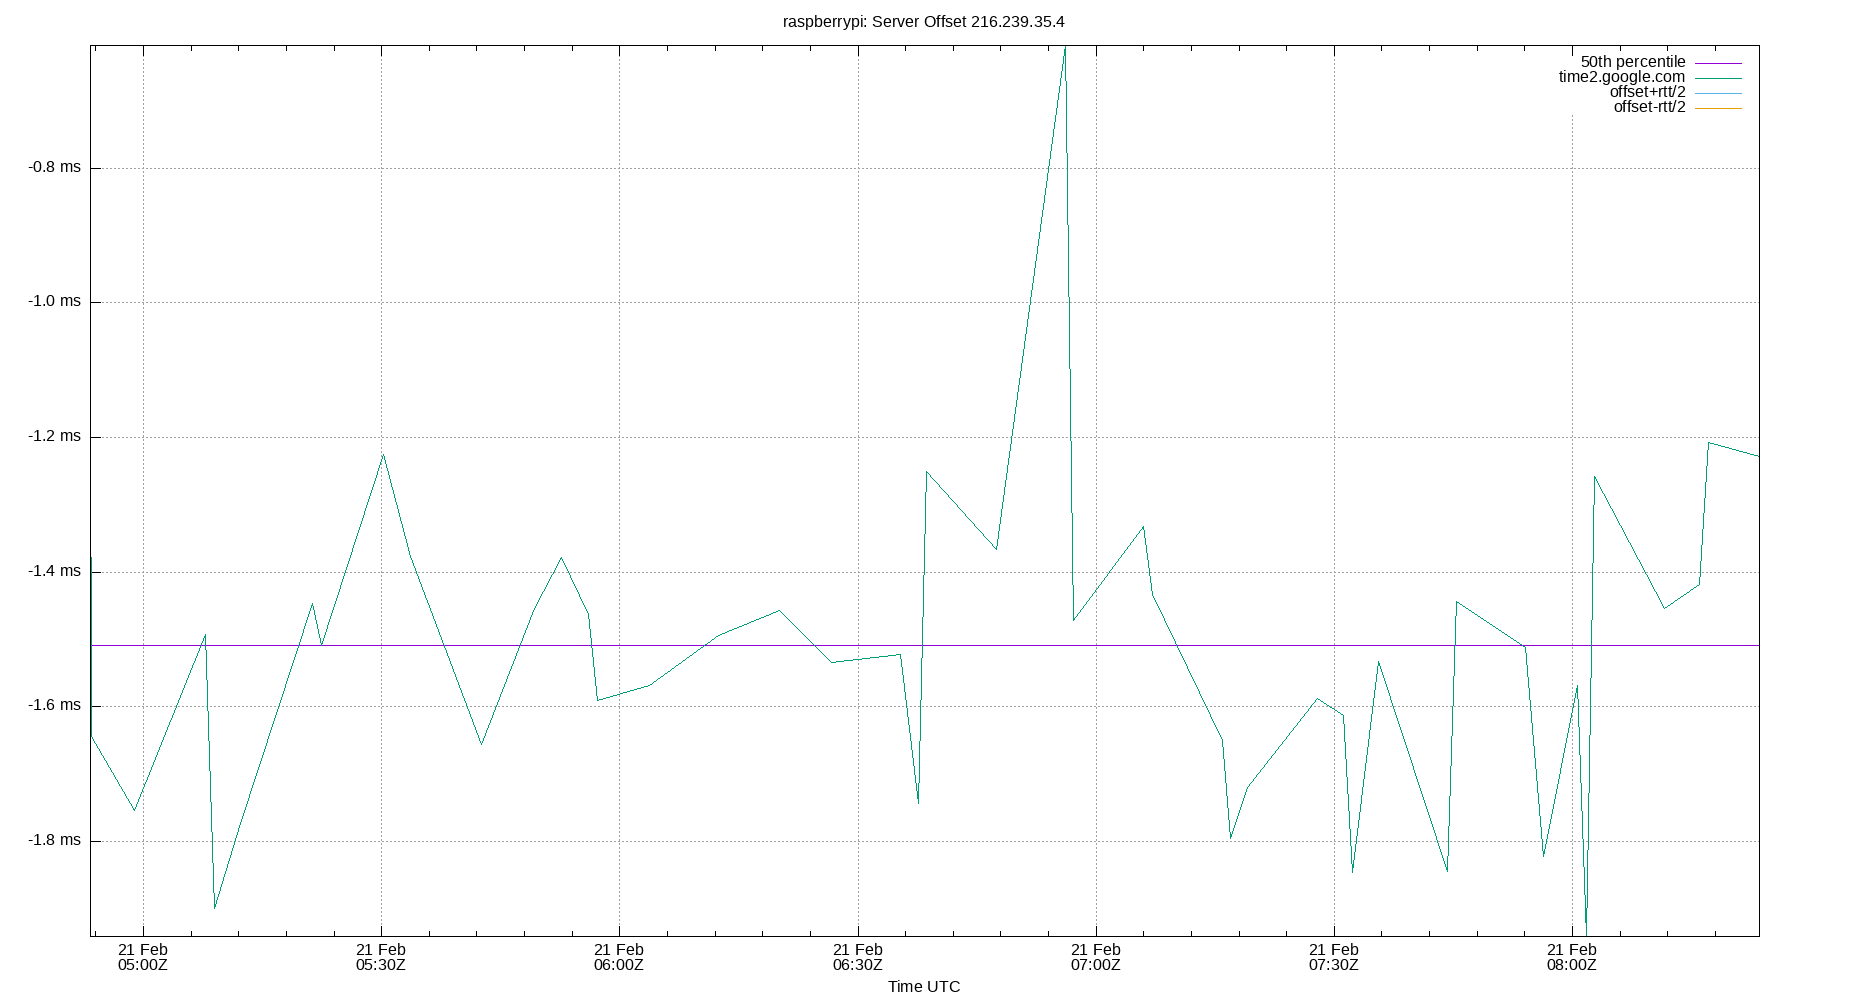 raspberrypi: Server Offset 216.239.35.4
50th percentile
time2.google.com
offset+rtt/2
offset-rtt/2
-0.8 ms
-1.0 ms
-1.2 ms
-1.4 ms
-1.6 ms
-1.8 ms
21 Feb 21 Feb 21 Feb 21 Feb 21 Feb 21 Feb 21 Feb
05:00Z 05:30Z 06:00Z 06:30Z 07:00Z 07:30Z 08:00Z
Time UTC